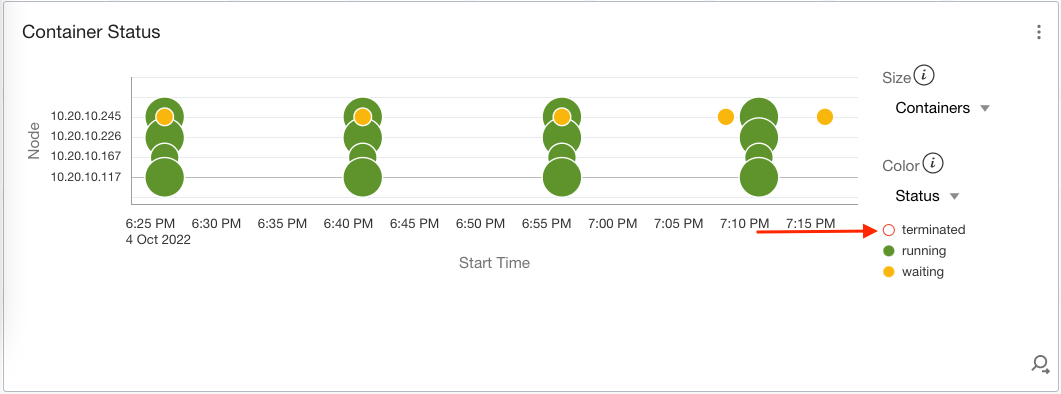 Container Status
Size i
Containers
Node
10.20.10.245
10.20.10.226
10.20.10.167
10.20.10.117
Color i
Status
terminated
running
waiting
6:25 PM 6:30 PM 6:35 PM 6:40 PM 6:45 PM 6:50 PM 6:55 PM 7:00 PM 7:05 PM 7:10 PM 7:15 PM
4 Oct 2022
Start Time